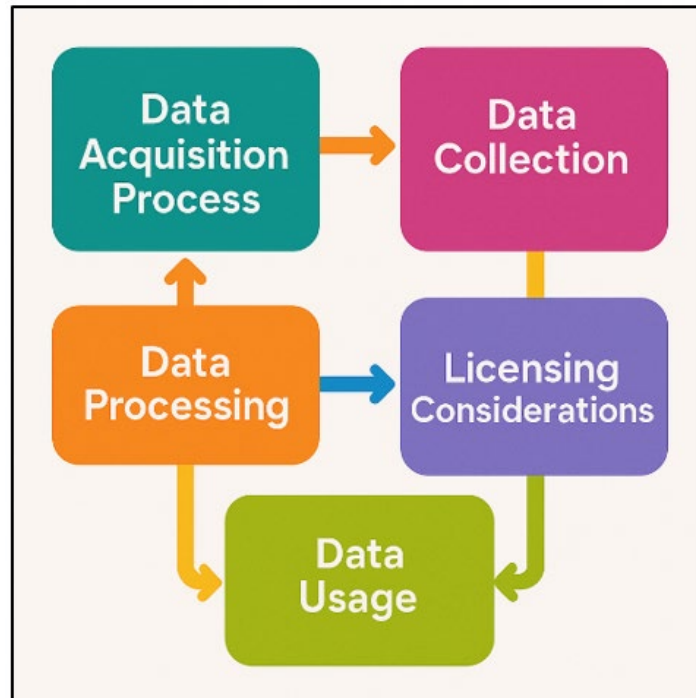 Data
Acquisition
Process
Data
Collection
Data
Processing
Licensing
Considerations
Data
Usage